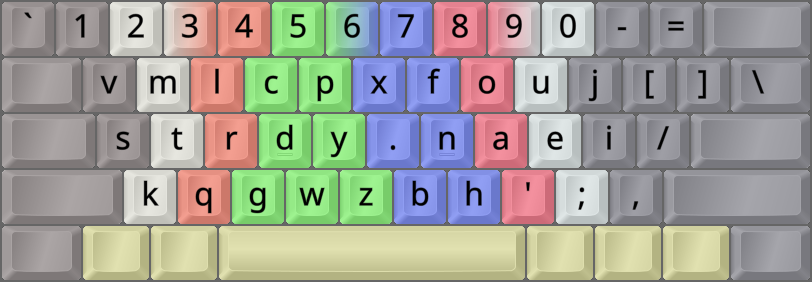 ` 1 2 3 4 5 6 7 8 9 0 - =
v m l c p x f o u j [ ] \
s t r d y . n a e i /
k q g w z b h ' ; ,